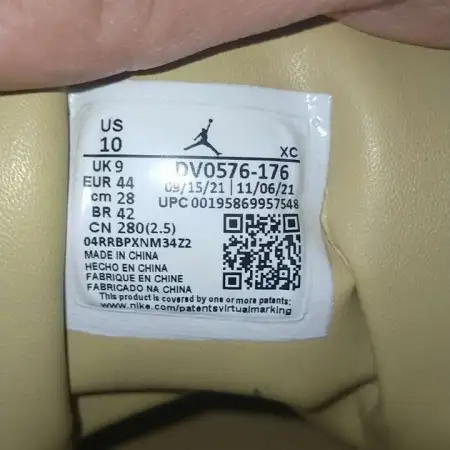 US
10
XC
UK 9
EUR 44
cm 28
BR 42
CN 280(2.5)
DV0576-176
09/15/21 | 11/06/21
UPC 00195869957548
04RRBPXNM34Z2
MADE IN CHINA
HECHO EN CHINA
FABRIQUE EN CHINE
FABRICADO NA CHINA
This product is covered by one or more patents:
www.nike.com/patentsvirtualmarking